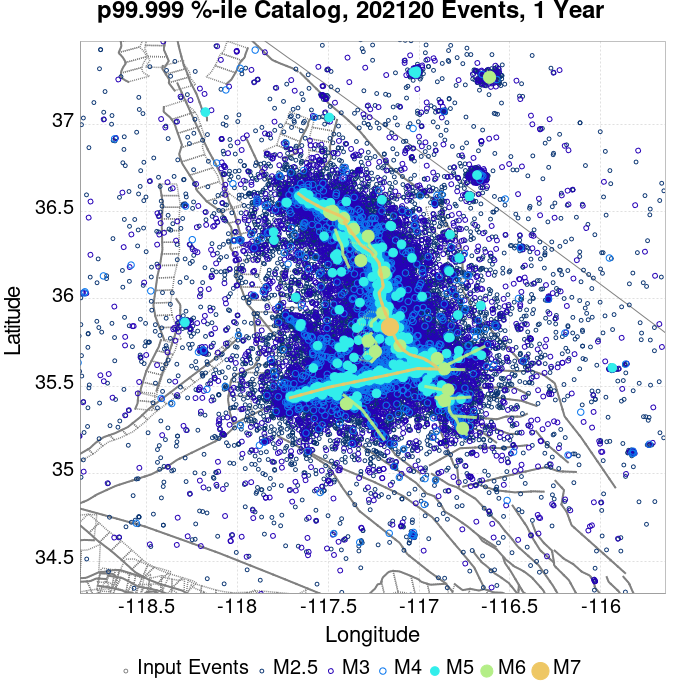 p99.999 %-ile Catalog, 202120 Events, 1 Year
37
36.5
36
35.5
35
34.5
Latitude
-118.5 -118 -117.5 -117 -116.5 -116
Longitude
Input Events M2.5 M3 M4 M5 M6 M7